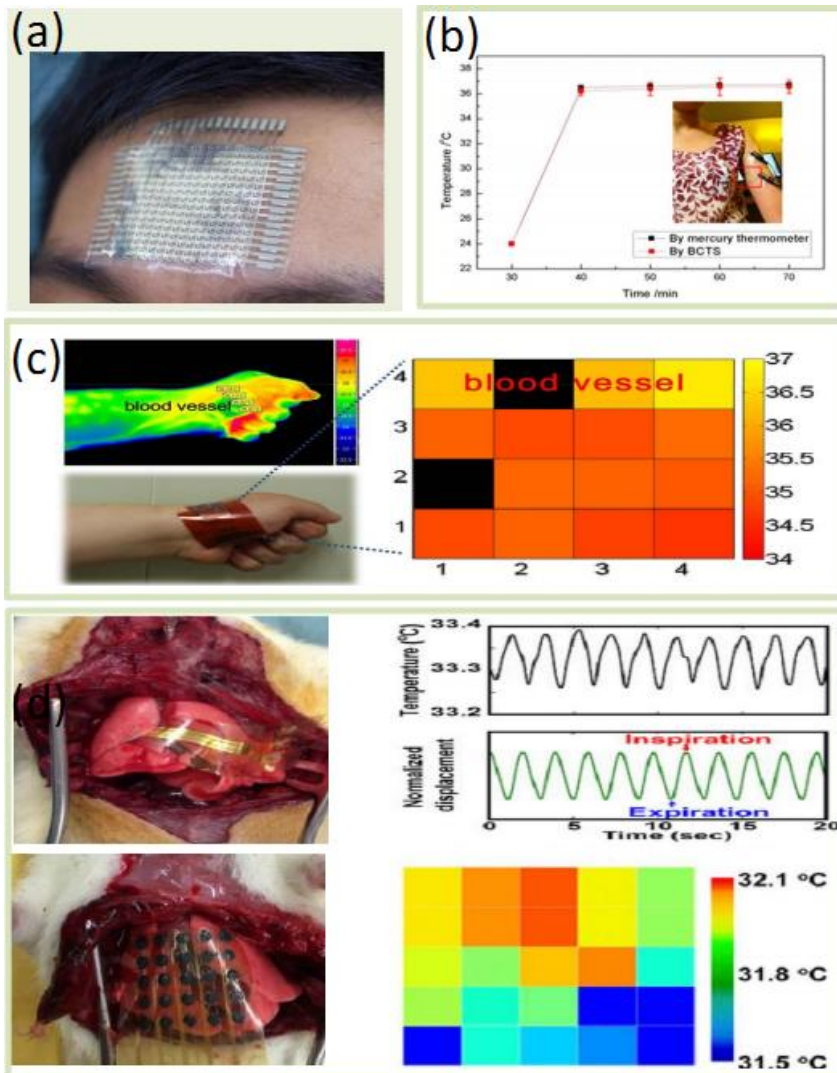 (a)
(b)
38
36
34
32
30
28
26
24
22
Temperature /°C
By mercury thermometer
By BCTS
30 40 50 60 70
Time /min
(c)
blood vessel
blood vessel
4
3
2
1
1 2 3 4
37
36.5
36
35.5
35
34.5
34
(d)
33.4
33.3
33.2
Temperature (°C)
Normalized
displacement
Inspiration
Expiration
0 5 10 15 20
Time (sec)
32.1 °C
31.8 °C
31.5 °C